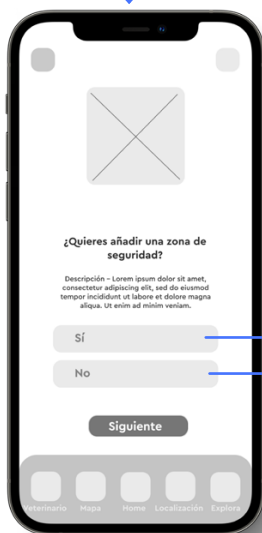 ¿Quieres añadir una zona de
seguridad?
Descripción – Lorem ipsum dolor sit amet,
consectetur adipiscing elit, sed do eiusmod
tempor incididunt ut labore et dolore magna
aliqua. Ut enim ad minim veniam.
Sí
No
Siguiente
Veterinario Mapa Home Localización Explora